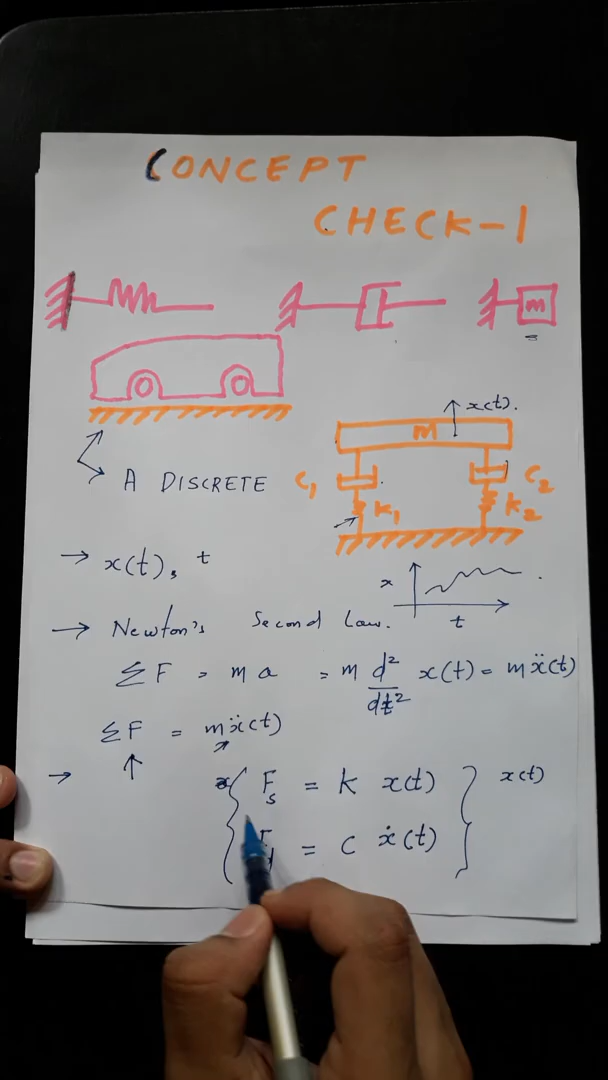 CONCEPT
CHECK-1
m
x(t).
m
A DISCRETE
C₁
K₁
C₂
K₂
→ x(t), t
x
t
→ Newton's Second Law.
ΣF = ma = m d²/dt² x(t) = mẍ(t)
ΣF = mẍ(t)
→ Fs = K x(t) x(t)
d = C ẋ(t)